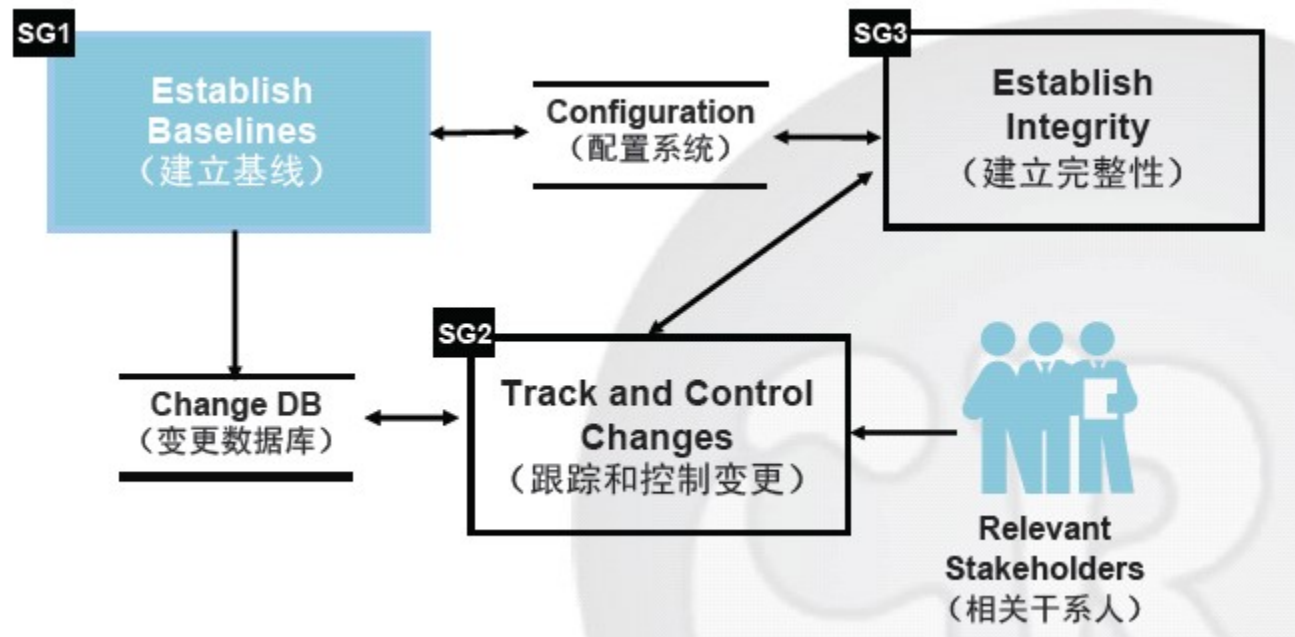 SG1
Establish
Baselines
（建立基线）
Configuration
（配置系统）
SG3
Establish
Integrity
（建立完整性）
Change DB
（变更数据库）
SG2
Track and Control
Changes
（跟踪和控制变更）
Relevant
Stakeholders
（相关干系人）